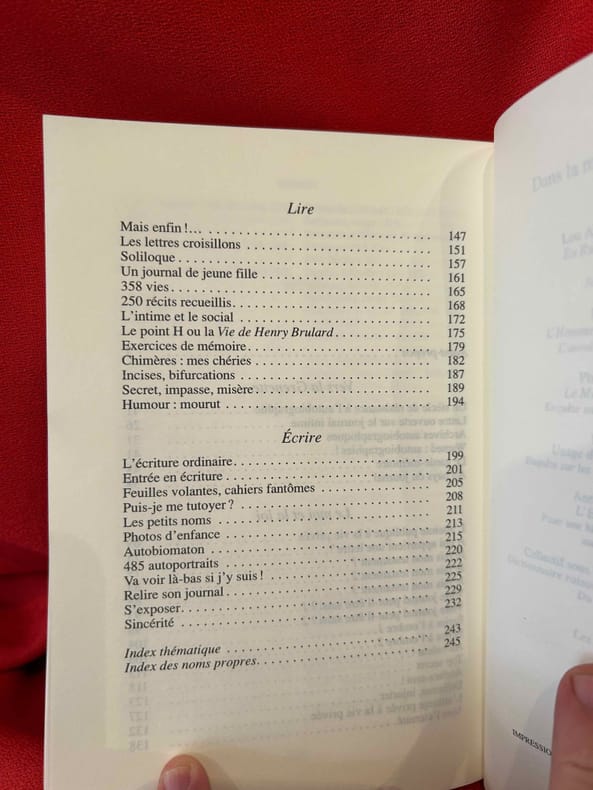 Lire
Mais enfin !… . . . . . . . . . . . . . . . . . . . . . . . . . . . . 147
Les lettres croisillons . . . . . . . . . . . . . . . . . . . . . . . . 151
Soliloque . . . . . . . . . . . . . . . . . . . . . . . . . . . . . . . 157
Un journal de jeune fille . . . . . . . . . . . . . . . . . . . . . . 161
358 vies . . . . . . . . . . . . . . . . . . . . . . . . . . . . . . . . 165
250 récits recueillis . . . . . . . . . . . . . . . . . . . . . . . . . 168
L’intime et le social . . . . . . . . . . . . . . . . . . . . . . . . . 172
Le point H ou la Vie de Henry Brulard . . . . . . . . . . . . . 175
Exercices de mémoire . . . . . . . . . . . . . . . . . . . . . . . . 179
Chimères : mes chéries . . . . . . . . . . . . . . . . . . . . . . . 182
Incises, bifurcations . . . . . . . . . . . . . . . . . . . . . . . . . 187
Secret, impasse, misère . . . . . . . . . . . . . . . . . . . . . . . 189
Humour : mourut . . . . . . . . . . . . . . . . . . . . . . . . . . . 194
Écrire
L’écriture ordinaire . . . . . . . . . . . . . . . . . . . . . . . . . . 199
Entrée en écriture . . . . . . . . . . . . . . . . . . . . . . . . . . . 201
Feuilles volantes, cahiers fantômes . . . . . . . . . . . . . . . 205
Puis-je me tutoyer ? . . . . . . . . . . . . . . . . . . . . . . . . . 208
Les petits noms . . . . . . . . . . . . . . . . . . . . . . . . . . . . 211
Photos d’enfance . . . . . . . . . . . . . . . . . . . . . . . . . . . 213
Autobiomaton . . . . . . . . . . . . . . . . . . . . . . . . . . . . . 215
485 autoportraits . . . . . . . . . . . . . . . . . . . . . . . . . . . 220
Va voir là-bas si j’y suis ! . . . . . . . . . . . . . . . . . . . . . 222
Relire son journal . . . . . . . . . . . . . . . . . . . . . . . . . . . 225
S’exposer . . . . . . . . . . . . . . . . . . . . . . . . . . . . . . . . 229
Sincérité . . . . . . . . . . . . . . . . . . . . . . . . . . . . . . . . 232
Index thématique . . . . . . . . . . . . . . . . . . . . . . . . . . . 243
Index des noms propres . . . . . . . . . . . . . . . . . . . . . . . 245
IMPRESSIO